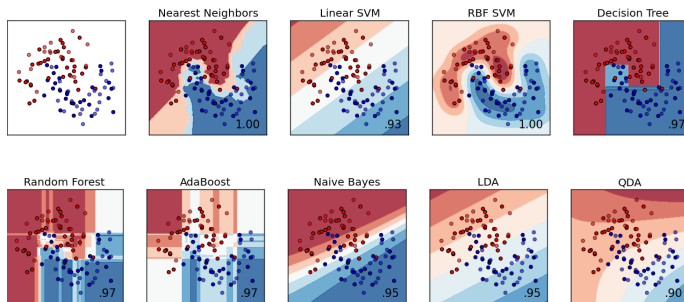 Nearest Neighbors
Linear SVM
RBF SVM
Decision Tree
1.00
.93
1.00
.97
Random Forest
AdaBoost
Naive Bayes
LDA
QDA
.97
.97
.95
.95
.90